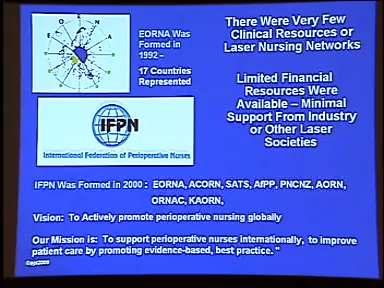 E O R N A
EORNA Was
Formed in
1992 –
17 Countries
Represented
There Were Very Few
Clinical Resources or
Laser Nursing Networks
IFPN
International Federation of Perioperative Nurses
Limited Financial
Resources Were
Available – Minimal
Support From Industry
or Other Laser
Societies
IFPN Was Formed in 2000 : EORNA, ACORN, SATS, AfPP, PNCNZ, AORN,
ORNAC, KAORN,
Vision: To Actively promote perioperative nursing globally
Our Mission is: To support perioperative nurses internationally, to improve
patient care by promoting evidence-based, best practice. "